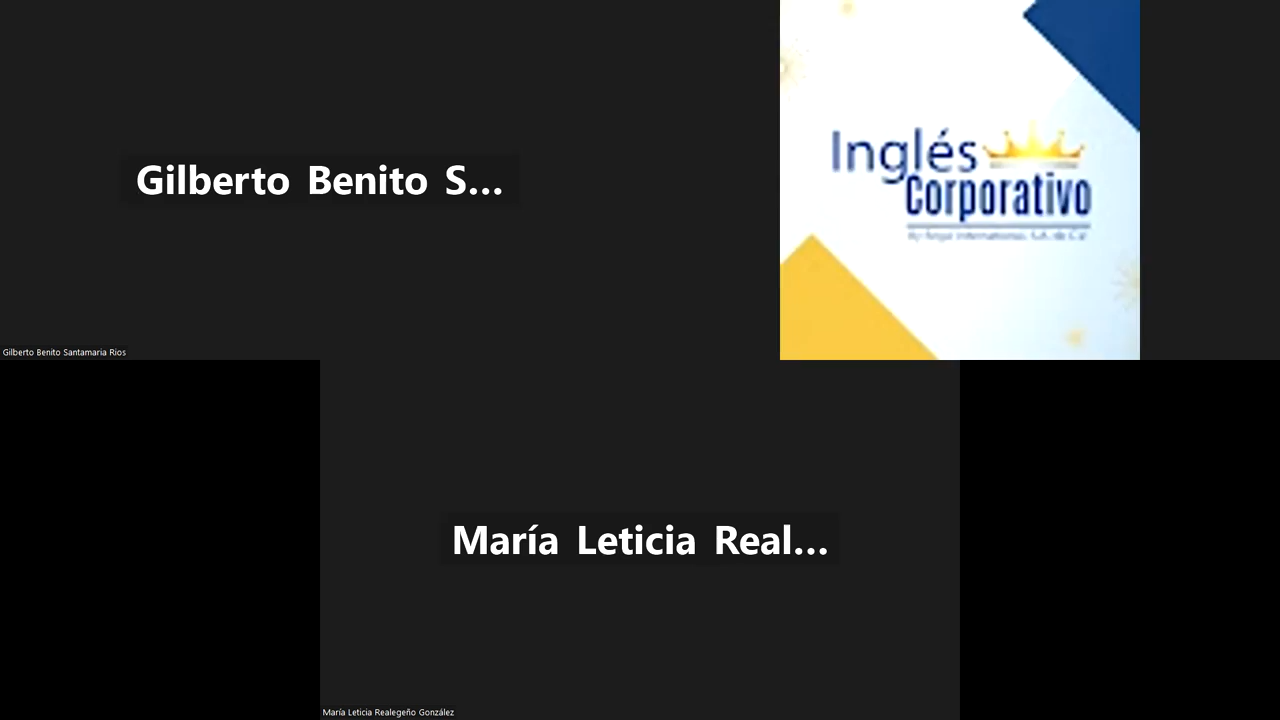 Gilberto Benito S...
Gilberto Benito Santamaria Rios
Inglés
Corporativo
María Leticia Real...
María Leticia Realegeño González